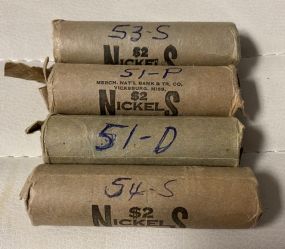 53-S
$2
NICKELS
51-P
MERCH. NAT'L BANK & TR. CO.
VICKSBURG, MISS.
$2
NICKELS
51-D
54-S
$2
NICKELS